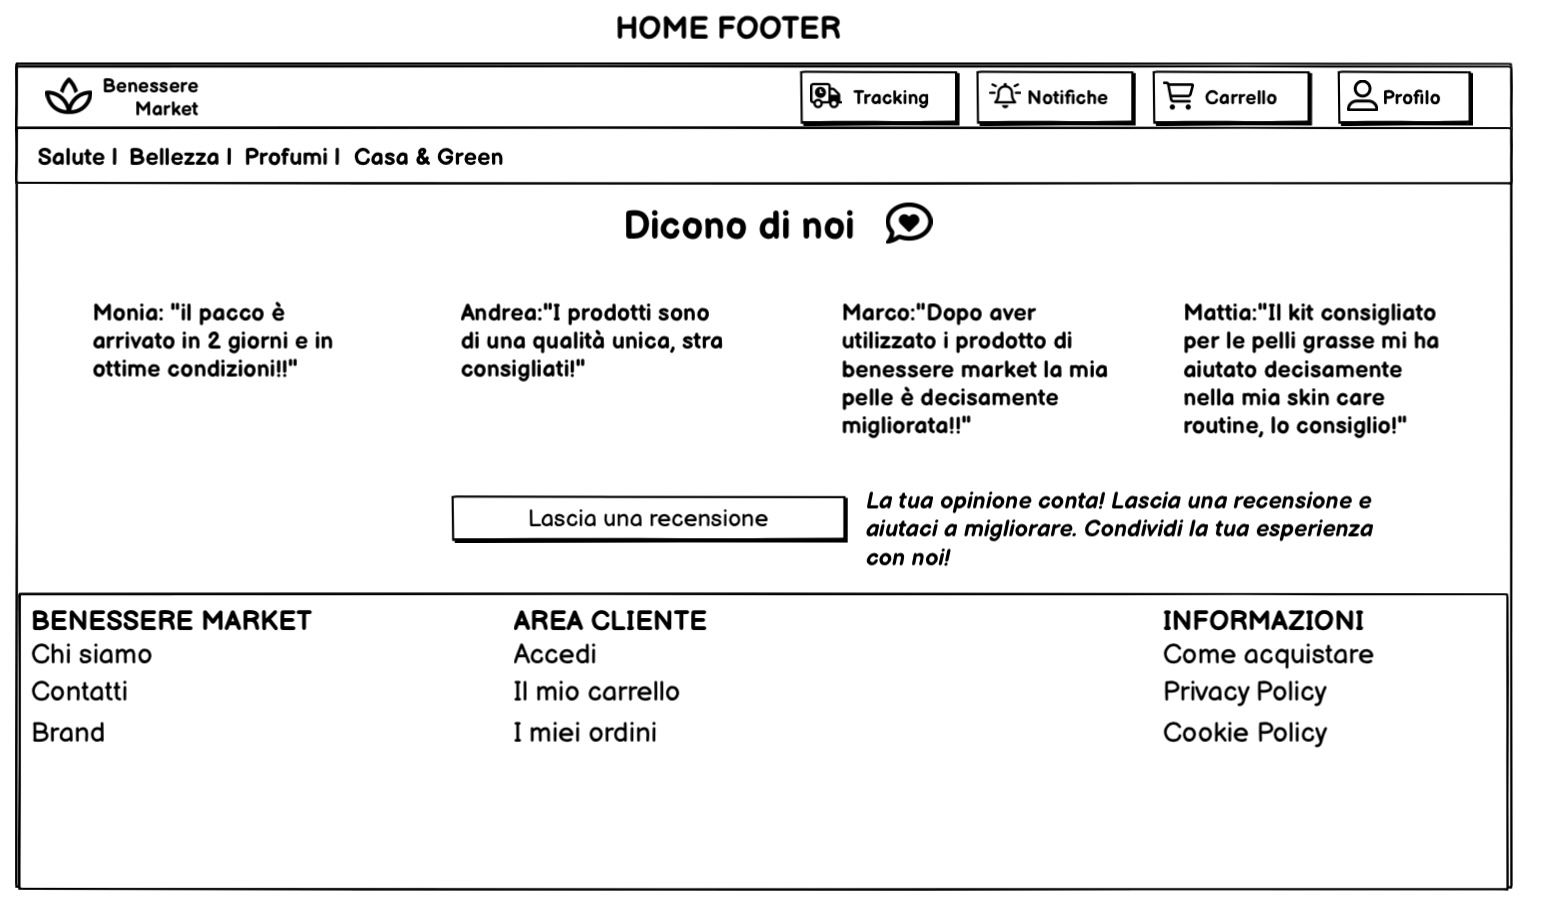 HOME FOOTER
Benessere
Market
Tracking
Notifiche
Carrello
Profilo
Salute | Bellezza | Profumi | Casa & Green
Dicono di noi
Monia: "il pacco è
arrivato in 2 giorni e in
ottime condizioni!!"
Andrea:"I prodotti sono
di una qualità unica, stra
consigliati!"
Marco:"Dopo aver
utilizzato i prodotto di
benessere market la mia
pelle è decisamente
migliorata!!"
Mattia:"Il kit consigliato
per le pelli grasse mi ha
aiutato decisamente
nella mia skin care
routine, lo consiglio!"
Lascia una recensione
La tua opinione conta! Lascia una recensione e
aiutaci a migliorare. Condividi la tua esperienza
con noi!
BENESSERE MARKET
Chi siamo
Contatti
Brand
AREA CLIENTE
Accedi
Il mio carrello
I miei ordini
INFORMAZIONI
Come acquistare
Privacy Policy
Cookie Policy